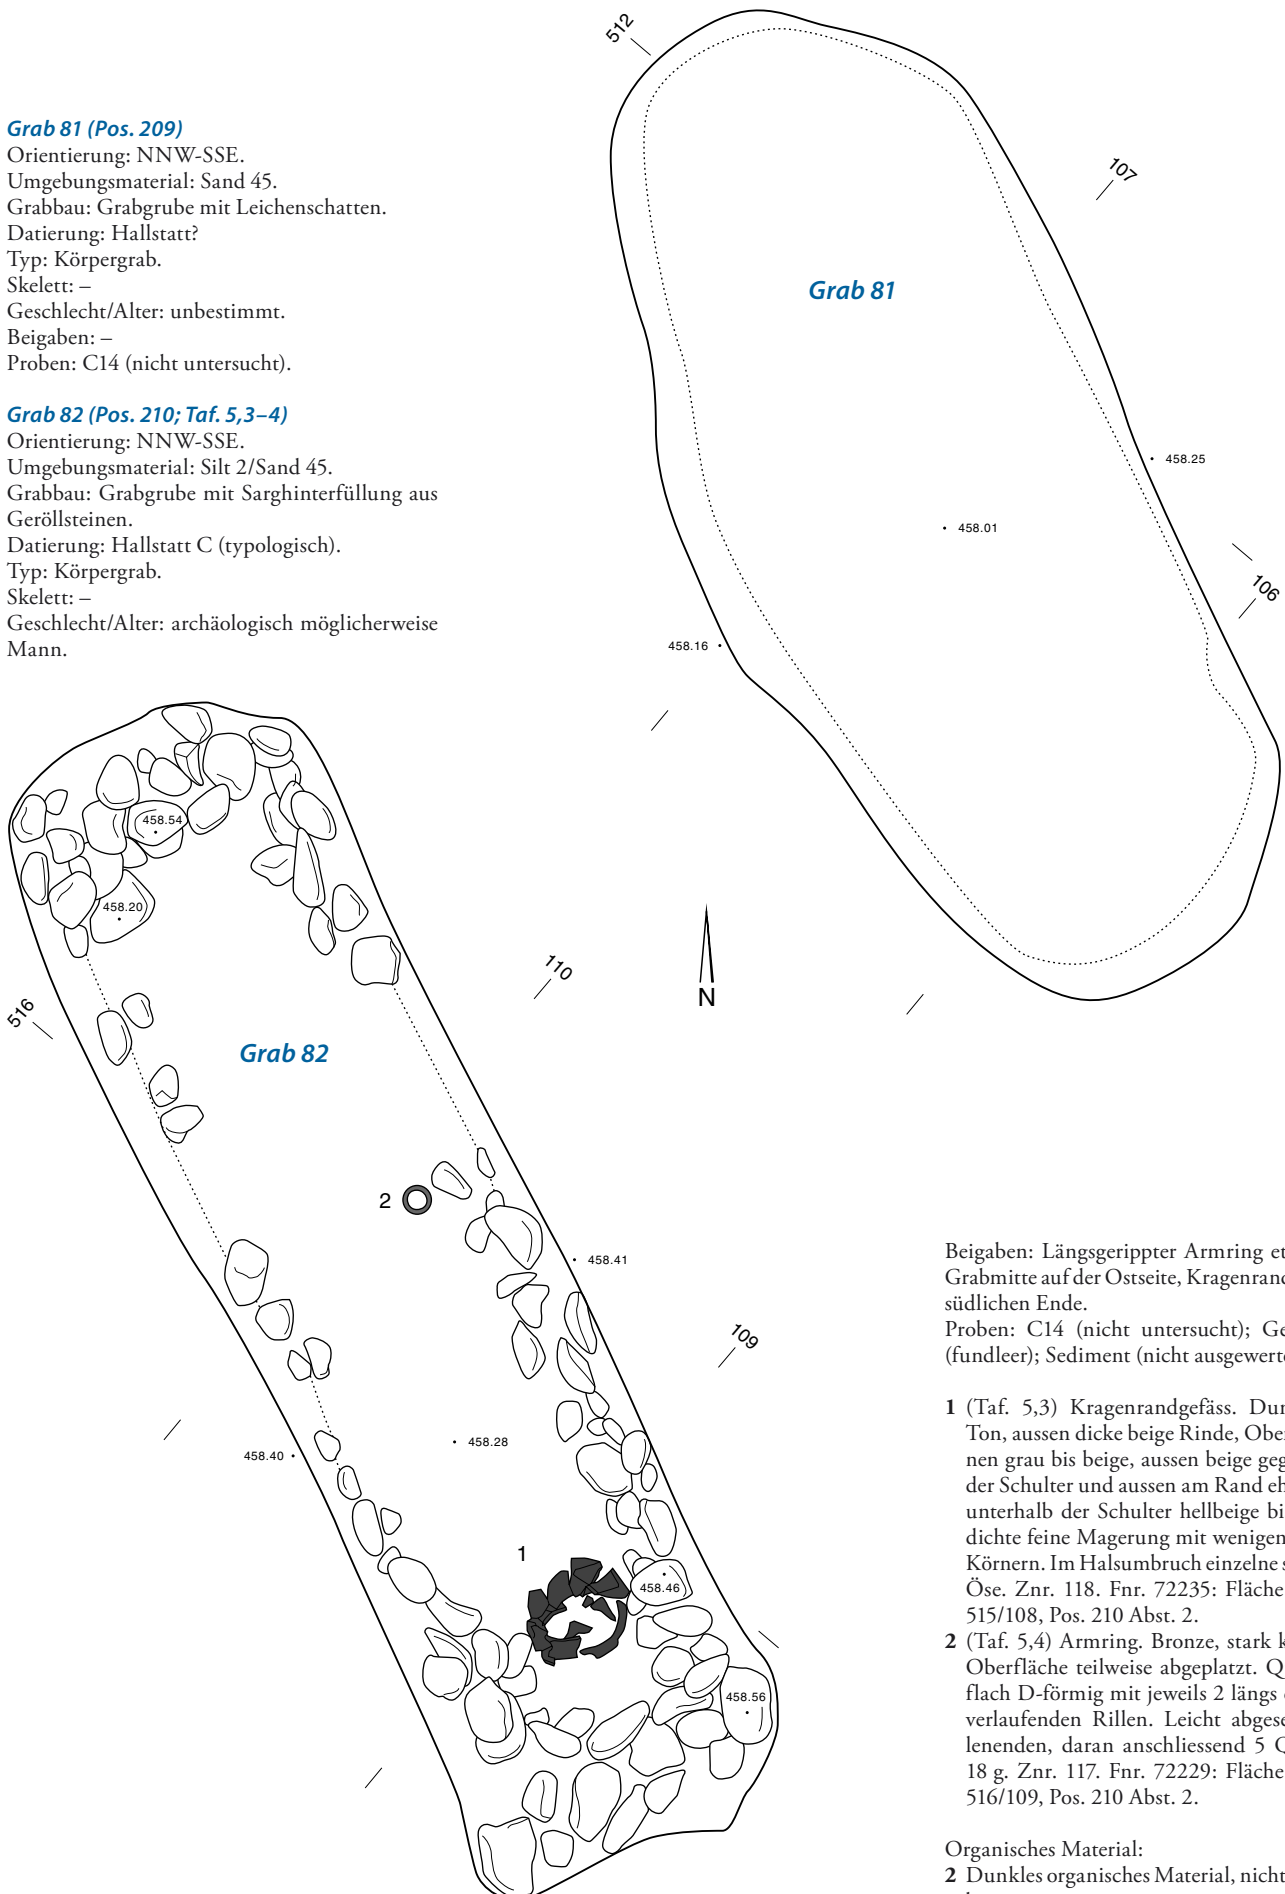 Grab 81 (Pos. 209)
Orientierung: NNW-SSE.
Umgebungsmaterial: Sand 45.
Grabbau: Grabgrube mit Leichenschatten.
Datierung: Hallstatt?
Typ: Körpergrab.
Skelett: –
Geschlecht/Alter: unbestimmt.
Beigaben: –
Proben: C14 (nicht untersucht).
Grab 82 (Pos. 210; Taf. 5,3–4)
Orientierung: NNW-SSE.
Umgebungsmaterial: Silt 2/Sand 45.
Grabbau: Grabgrube mit Sarghinterfüllung aus
Geröllsteinen.
Datierung: Hallstatt C (typologisch).
Typ: Körpergrab.
Skelett: –
Geschlecht/Alter: archäologisch möglicherweise
Mann.
512
107
Grab 81
458.25
458.01
106
458.16
458.54
458.20
110
N
516
Grab 82
2
458.41
109
458.28
458.40
1
458.46
458.56
Beigaben: Längsgerippter Armring
Grabmitte auf der Ostseite,
südlichen Ende.
Proben: C14 (nicht untersucht);
(fundleer); Sediment (nicht
1 (Taf. 5,3) Kragenrandgefäss.
Ton, aussen dicke beige Rinde,
nen grau bis beige, aussen beige
der Schulter und aussen am Rand
unterhalb der Schulter hellbeige
dichte feine Magerung mit wenigen
Körnern. Im Halsumbruch einzelne
Öse. Znr. 118. Fnr. 72235: Fläche
515/108, Pos. 210 Abst. 2.
2 (Taf. 5,4) Armring. Bronze, stark
Oberfläche teilweise abgeplatzt.
flach D-förmig mit jeweils 2 längs
verlaufenden Rillen. Leicht
lenenden, daran anschliessend 5
18 g. Znr. 117. Fnr. 72229: Fläche
516/109, Pos. 210 Abst. 2.
Organisches Material:
2 Dunkles organisches Material, nicht